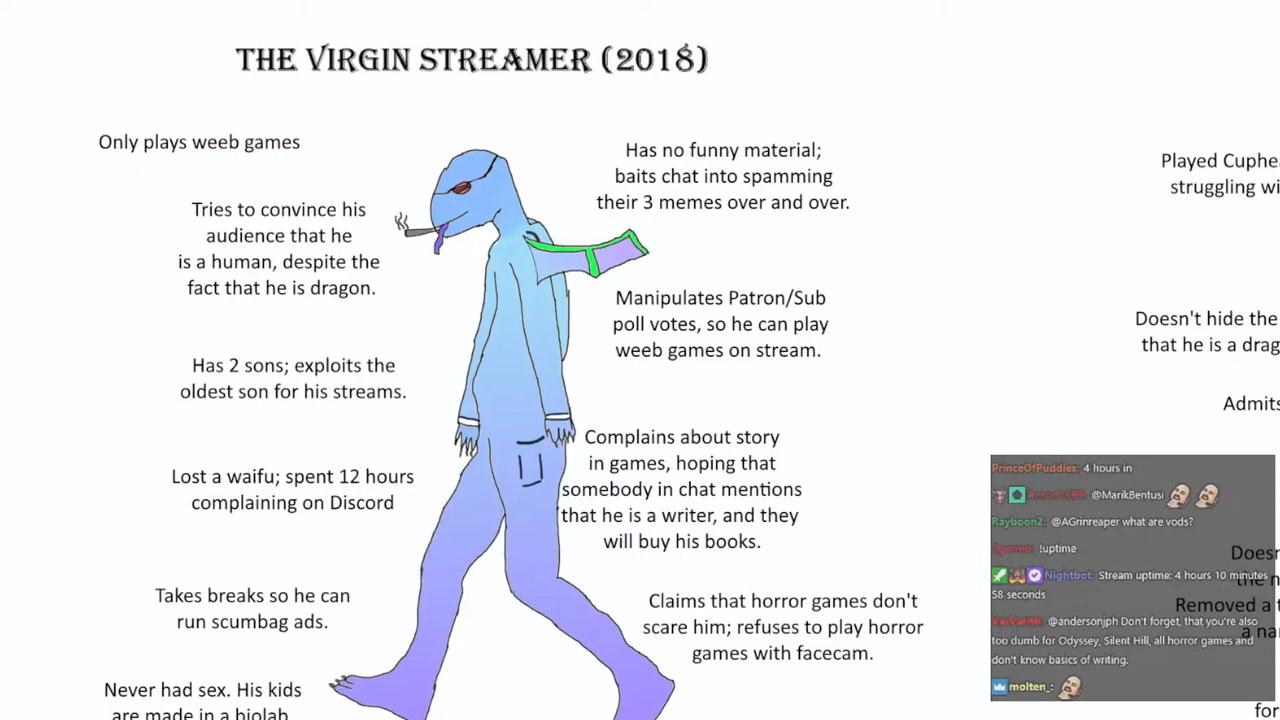 THE VIRGIN STREAMER (2018)
Only plays weeb games
Tries to convince his
audience that he
is a human, despite the
fact that he is dragon.
Has 2 sons; exploits the
oldest son for his streams.
Lost a waifu; spent 12 hours
complaining on Discord
Takes breaks so he can
run scumbag ads.
Never had sex. His kids
are made in a biolab
Has no funny material;
baits chat into spamming
their 3 memes over and over.
Manipulates Patron/Sub
poll votes, so he can play
weeb games on stream.
Complains about story
in games, hoping that
somebody in chat mentions
that he is a writer, and they
will buy his books.
Claims that horror games don't
scare him; refuses to play horror
games with facecam.
Played Cuphea
struggling wi
Doesn't hide the
that he is a drag
Admits
PrinceOfPuddles: 4 hours in
@MarikBentusi
Rayboon2: @AGrinreaper what are vods?
!uptime
Nightbot: Stream uptime: 4 hours 10 minutes
58 seconds
VarVarith: @andersonjph Don't forget, that you're also
too dumb for Odyssey, Silent Hill, all horror games and
don't know basics of writing.
molten_:
Doesn
the n
Removed a t
a na
for